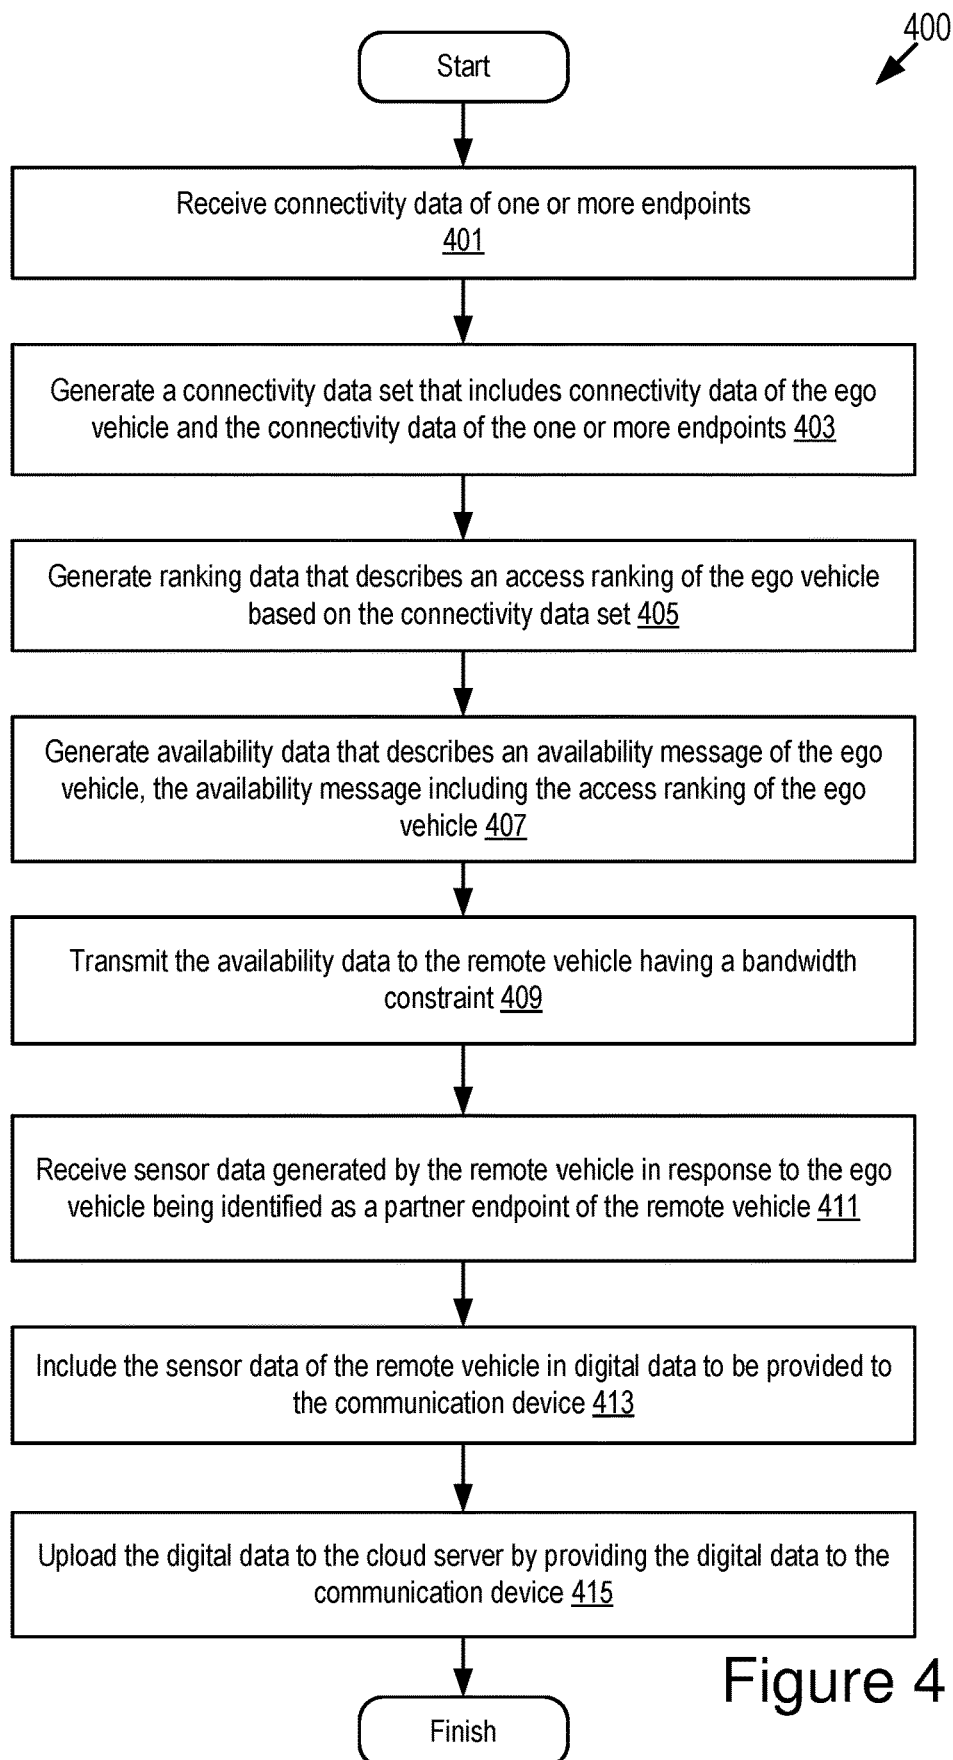 400
Start
Receive connectivity data of one or more endpoints
401
Generate a connectivity data set that includes connectivity data of the ego
vehicle and the connectivity data of the one or more endpoints 403
Generate ranking data that describes an access ranking of the ego vehicle
based on the connectivity data set 405
Generate availability data that describes an availability message of the ego
vehicle, the availability message including the access ranking of the ego
vehicle 407
Transmit the availability data to the remote vehicle having a bandwidth
constraint 409
Receive sensor data generated by the remote vehicle in response to the ego
vehicle being identified as a partner endpoint of the remote vehicle 411
Include the sensor data of the remote vehicle in digital data to be provided to
the communication device 413
Upload the digital data to the cloud server by providing the digital data to the
communication device 415
Figure 4
Finish